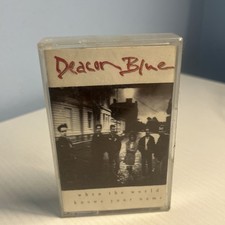 Deacon Blue
when the world
knows your name